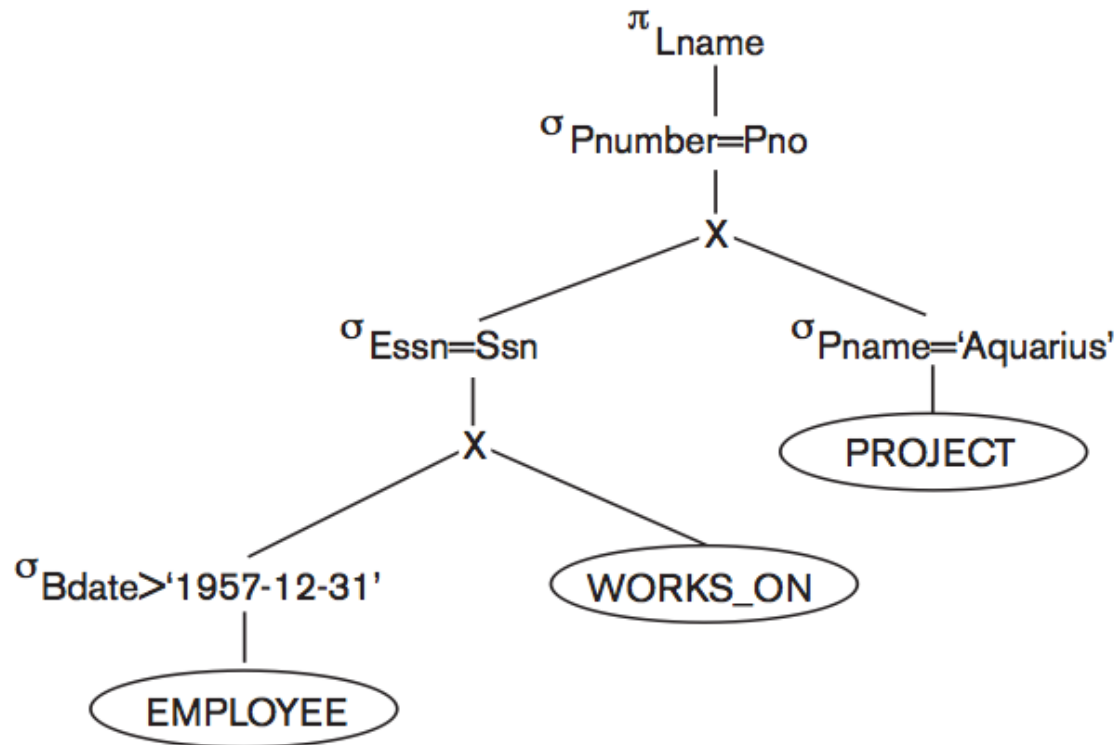 π Lname
σ Pnumber=Pno
X
σ Essn=Ssn
σ Pname=‘Aquarius’
X
PROJECT
σ Bdate>‘1957-12-31’
WORKS_ON
EMPLOYEE